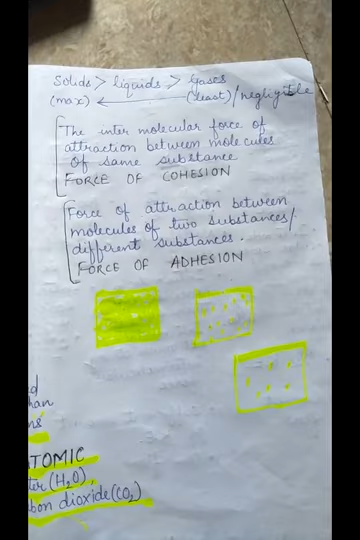 Solids > liquids > Gases
(max) ← (least)/negligible
The inter molecular force of
attraction between molecules
Of same substance
FORCE OF COHESION
Force of attraction between
molecules of two substances/
different substances.
FORCE OF ADHESION
han
TOMIC
ter(H₂O),
bon dioxide(CO₂)